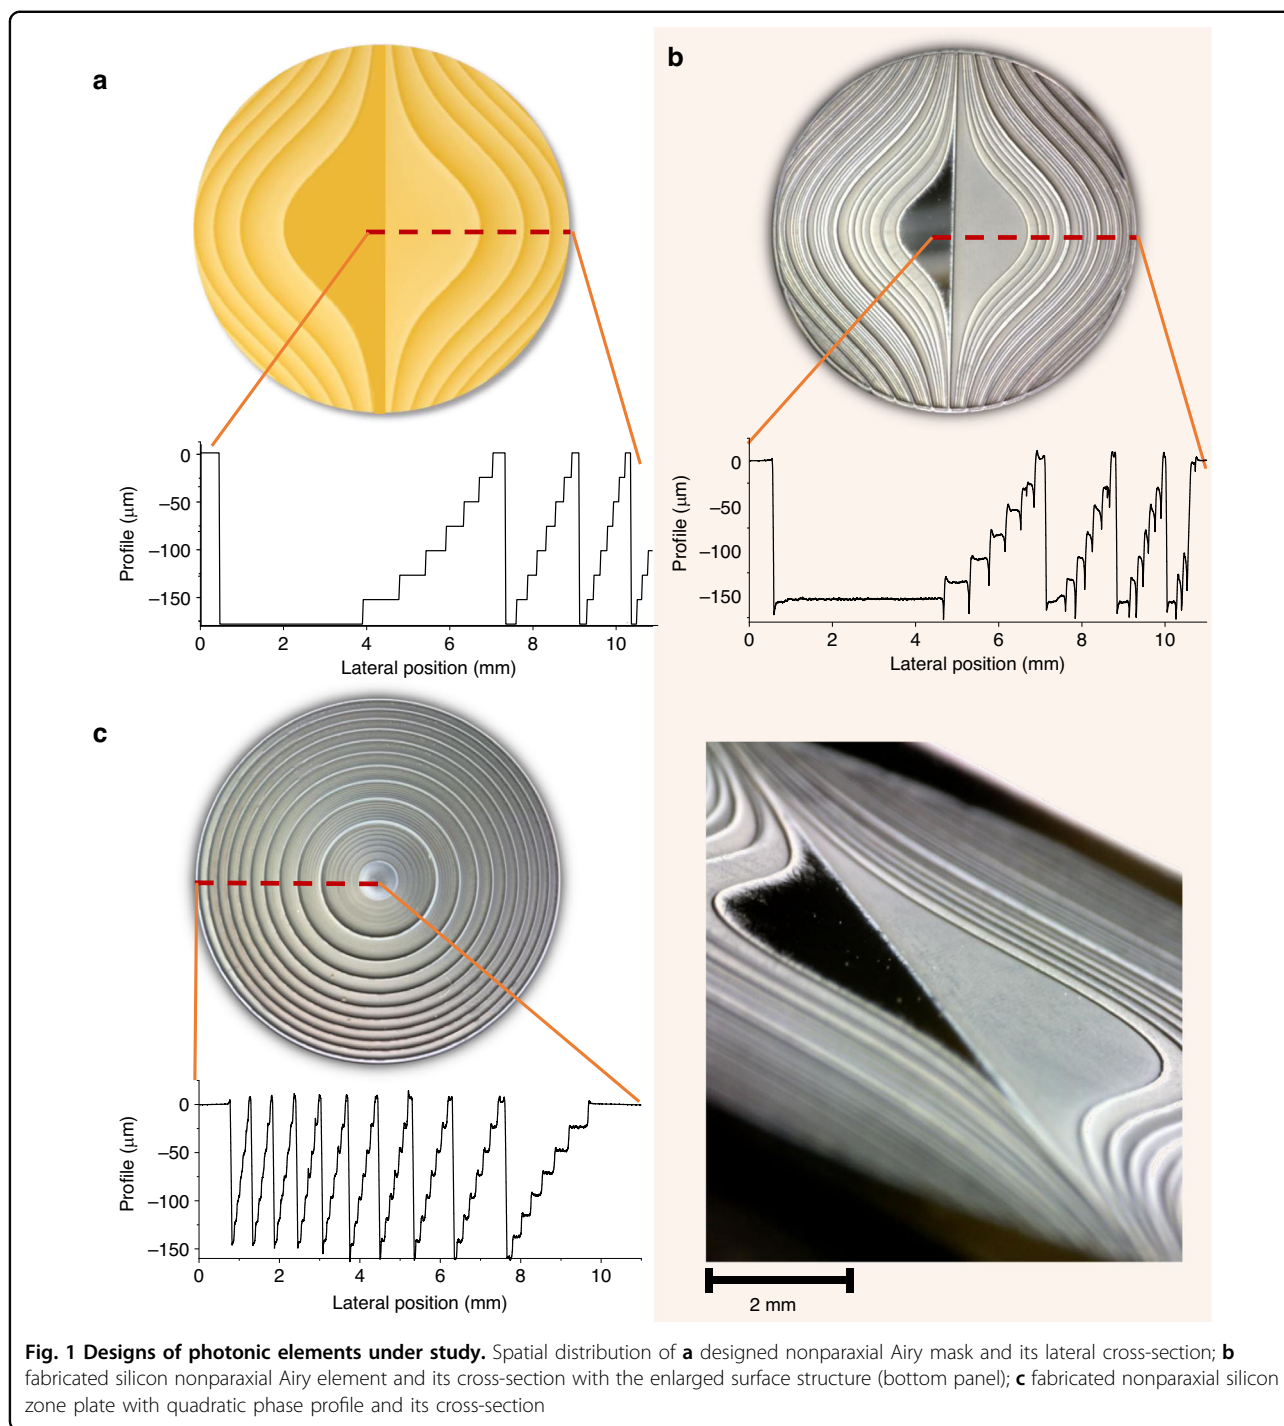 a
0
−50
−100
−150
Profile (μm)
0 2 4 6 8 10
Lateral position (mm)
b
0
−50
−100
−150
Profile (μm)
0 2 4 6 8 10
Lateral position (mm)
c
0
−50
−100
−150
Profile (μm)
0 2 4 6 8 10
Lateral position (mm)
2 mm
Fig. 1 Designs of photonic elements under study. Spatial distribution of a designed nonparaxial Airy mask and its lateral cross-section; b
fabricated silicon nonparaxial Airy element and its cross-section with the enlarged surface structure (bottom panel); c fabricated nonparaxial silicon
zone plate with quadratic phase profile and its cross-section